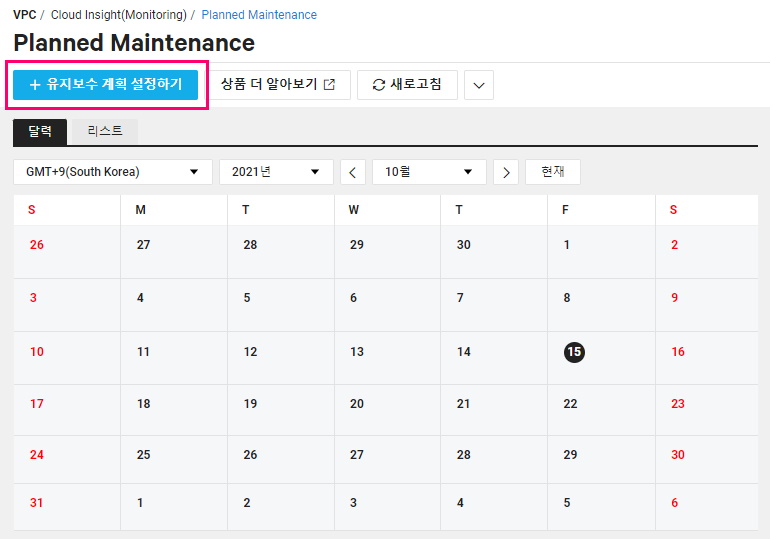 VPC / Cloud Insight(Monitoring) / Planned Maintenance
Planned Maintenance
+ 유지보수 계획 설정하기 상품 더 알아보기 새로고침
달력 리스트
GMT+9(South Korea) 2021년 < 10월 > 현재
S M T W T F S
26 27 28 29 30 1 2
3 4 5 6 7 8 9
10 11 12 13 14 15 16
17 18 19 20 21 22 23
24 25 26 27 28 29 30
31 1 2 3 4 5 6